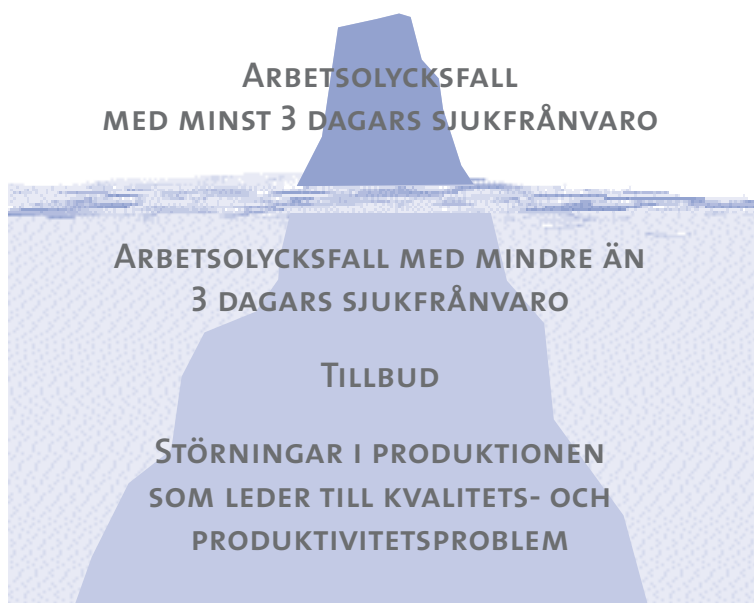 Arbetsolycksfall
med minst 3 dagars sjukfrånvaro
Arbetsolycksfall med mindre än
3 dagars sjukfrånvaro
Tillbud
Störningar i produktionen
som leder till kvalitets- och
produktivitetsproblem